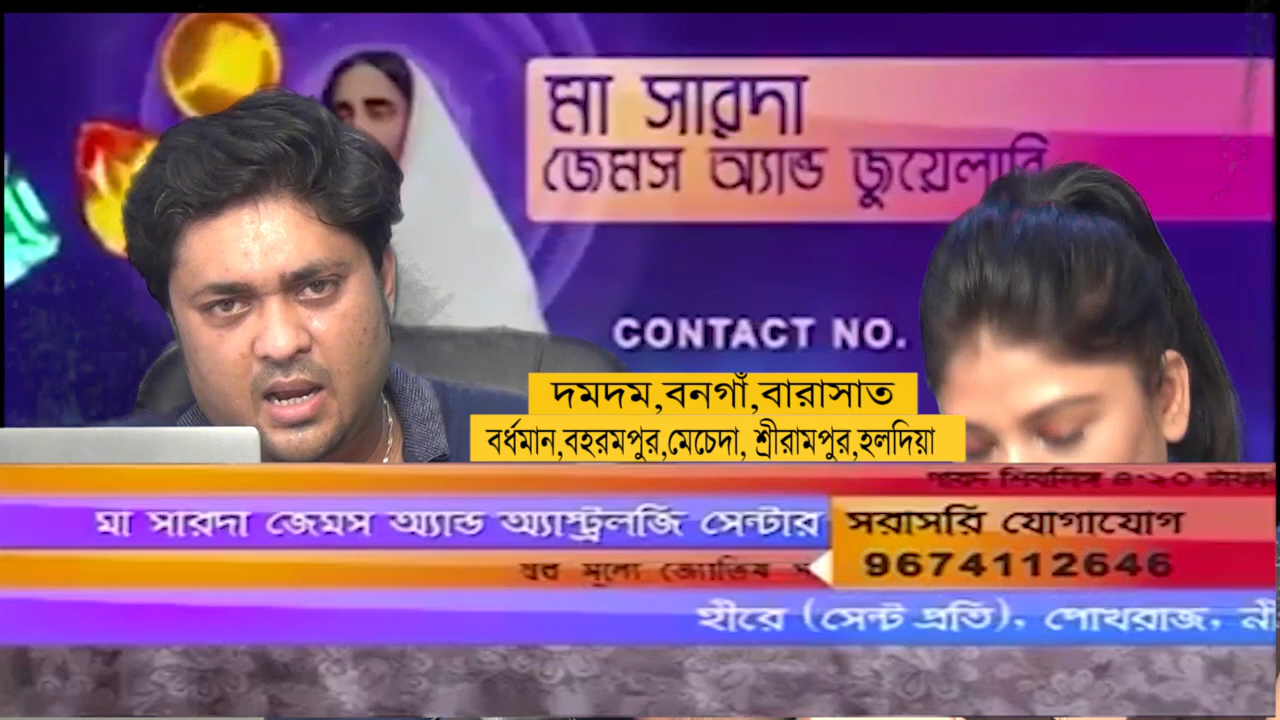 মা সারদা
জেমস অ্যান্ড জুয়েলারি
CONTACT NO.
দমদম,বনগাঁ,বারাসাত
বর্ধমান,বহরমপুর,মেচেদা, শ্রীরামপুর,হলদিয়া
মা সারদা জেমস অ্যান্ড অ্যাস্ট্রলজি সেন্টার
সরাসরি যোগাযোগ
9674112646
মূল্যে জ্যোতিষ
হীরে (সেন্ট প্রতি), পোখরাজ,